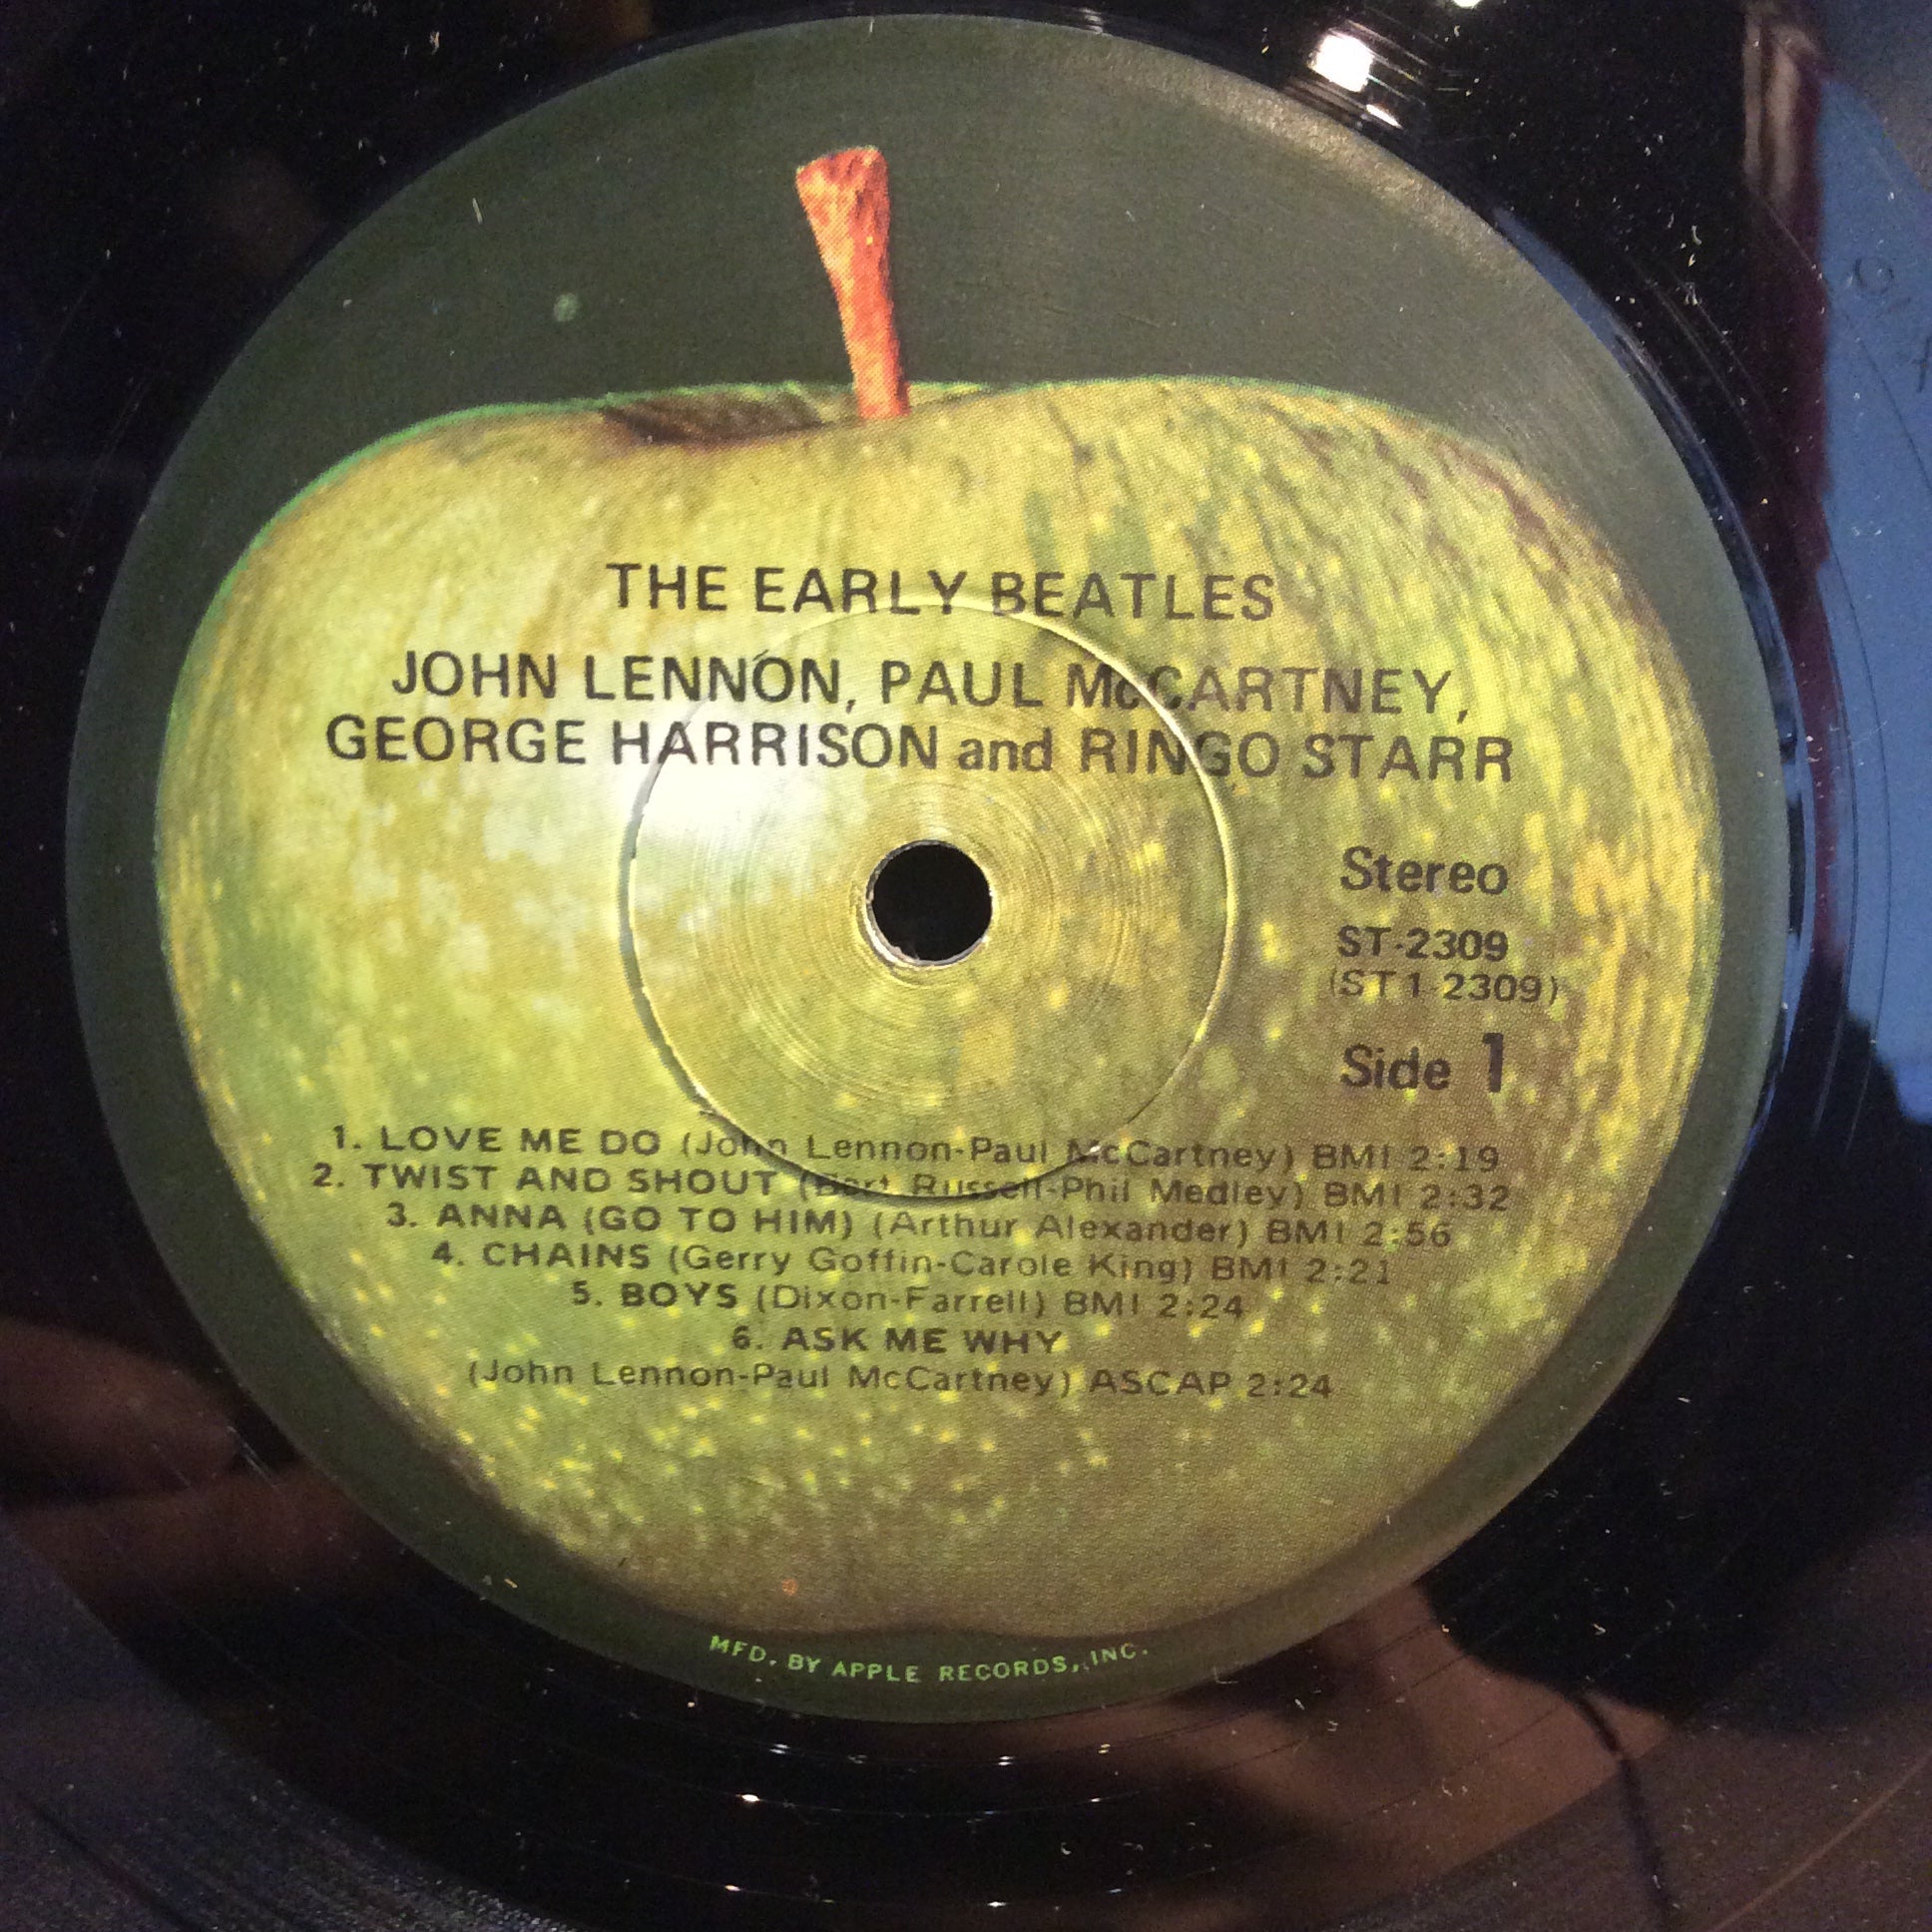 THE EARLY BEATLES
JOHN LENNON, PAUL McCARTNEY,
GEORGE HARRISON and RINGO STARR
Stereo
ST-2309
(ST 1-2309)
Side 1
1. LOVE ME DO (John Lennon-Paul McCartney) BMI 2:19
2. TWIST AND SHOUT (Bert Russell-Phil Medley) BMI 2:32
3. ANNA (GO TO HIM) (Arthur Alexander) BMI 2:56
4. CHAINS (Gerry Goffin-Carole King) BMI 2:21
5. BOYS (Dixon-Farrell) BMI 2:24
6. ASK ME WHY
(John Lennon-Paul McCartney) ASCAP 2:24
MFD. BY APPLE RECORDS, INC.